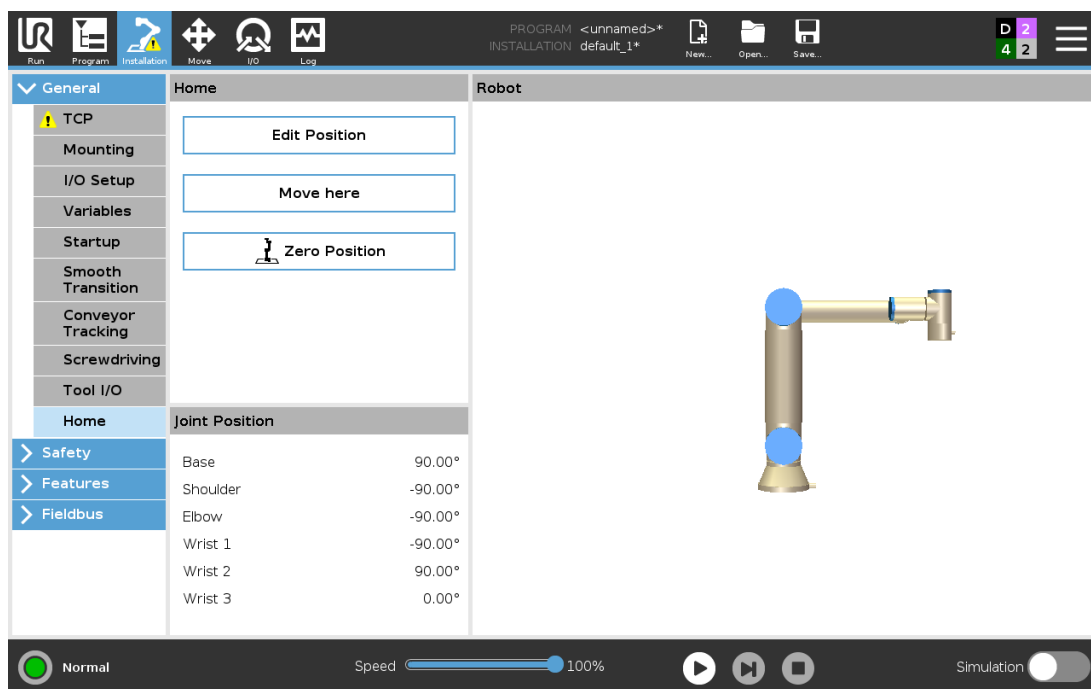 UR
Run
Program
Installation
Move
I/O
Log
PROGRAM <unnamed>*
INSTALLATION default_1*
New...
Open...
Save...
D 2
4 2
General
TCP
Mounting
I/O Setup
Variables
Startup
Smooth
Transition
Conveyor
Tracking
Screwdriving
Tool I/O
Home
Safety
Features
Fieldbus
Home
Edit Position
Move here
Zero Position
Joint Position
Base 90.00°
Shoulder -90.00°
Elbow -90.00°
Wrist 1 -90.00°
Wrist 2 90.00°
Wrist 3 0.00°
Robot
Normal
Speed 100%
Simulation